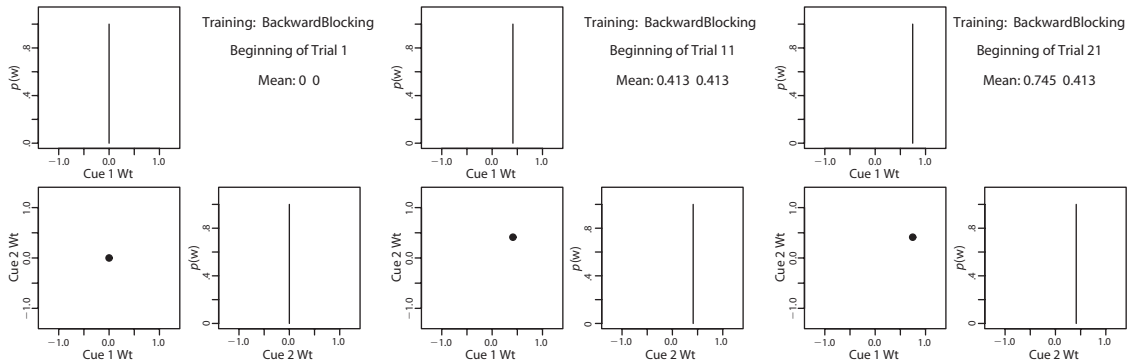 Training: BackwardBlocking
Beginning of Trial 1
Mean: 0 0
p(w)
.0 .4 .8
−1.0 0.0 1.0
Cue 1 Wt
Training: BackwardBlocking
Beginning of Trial 11
Mean: 0.413 0.413
p(w)
0 .4 .8
−1.0 0.0 1.0
Cue 1 Wt
Training: BackwardBlocking
Beginning of Trial 21
Mean: 0.745 0.413
p(w)
0 .4 .8
−1.0 0.0 1.0
Cue 1 Wt
Cue 2 Wt
−1.0 0.0 1.0
−1.0 0.0 1.0
Cue 1 Wt
p(w)
0 .4 .8
−1.0 0.0 1.0
Cue 2 Wt
Cue 2 Wt
−1.0 0.0 1.0
−1.0 0.0 1.0
Cue 1 Wt
p(w)
0 .4 .8
−1.0 0.0 1.0
Cue 2 Wt
Cue 2 Wt
−1.0 0.0 1.0
−1.0 0.0 1.0
Cue 1 Wt
p(w)
0 .4 .8
−1.0 0.0 1.0
Cue 2 Wt